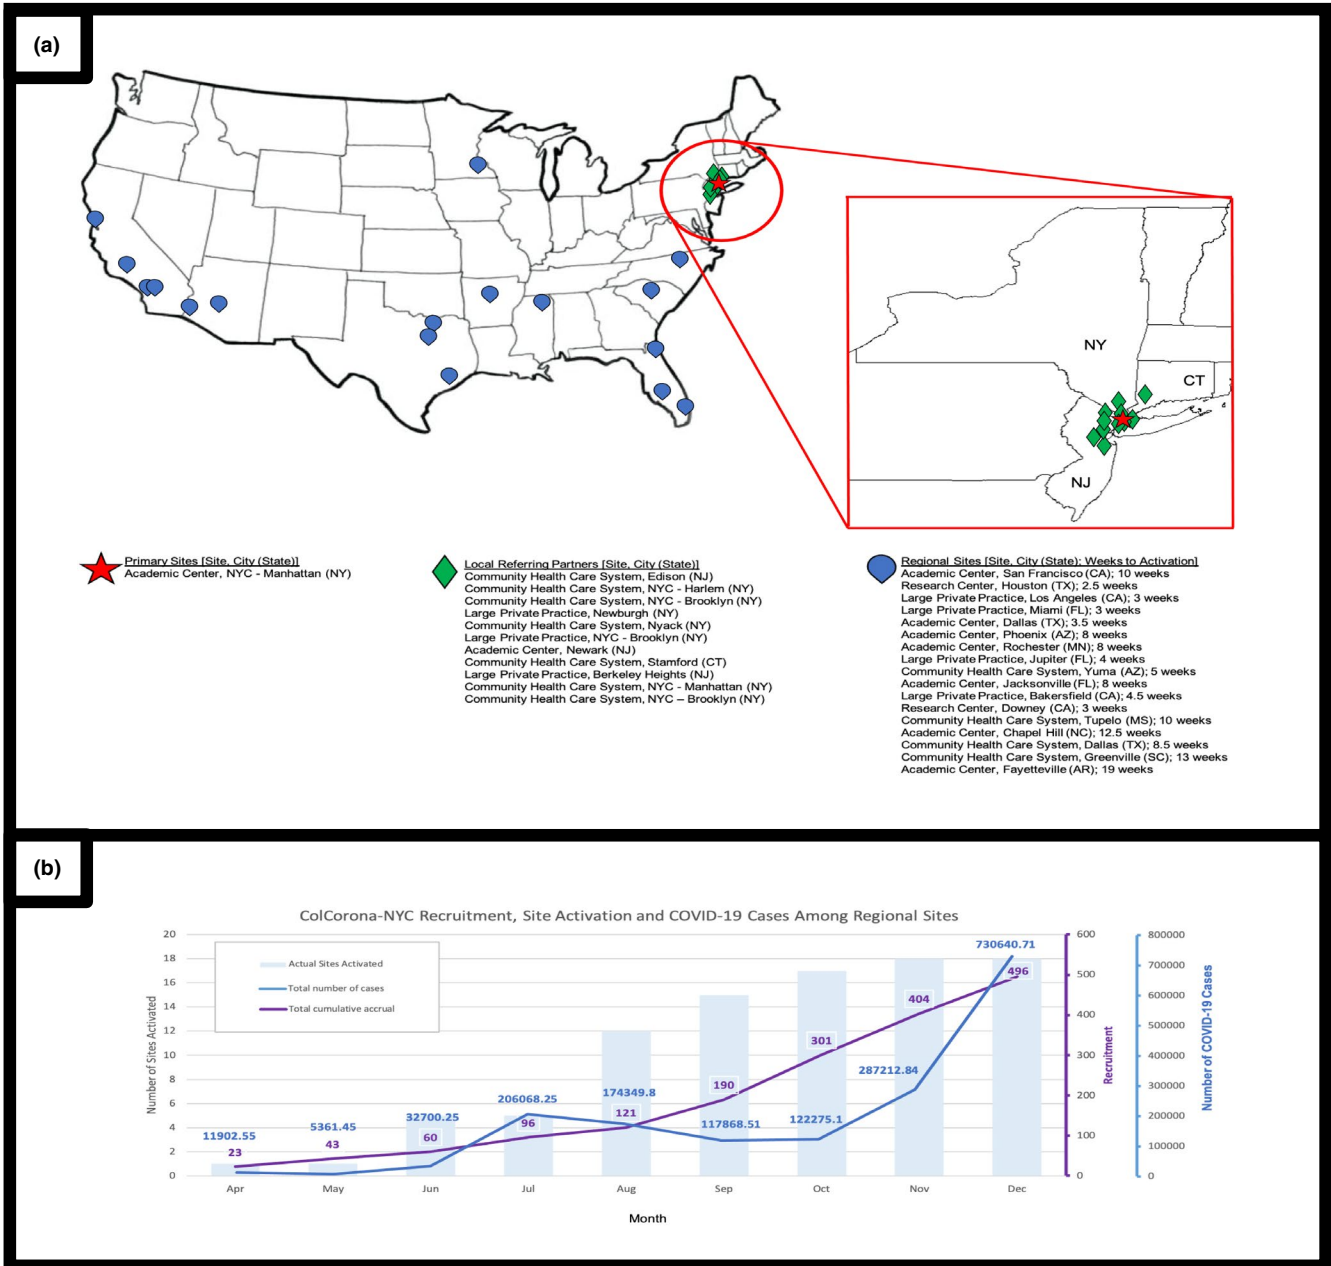 (a)
NY
CT
NJ
Primary Sites [Site, City (State)]
Academic Center, NYC - Manhattan (NY)
Local Referring Partners [Site, City (State)]
Community Health Care System, Edison (NJ)
Community Health Care System, NYC - Harlem (NY)
Community Health Care System, NYC - Brooklyn (NY)
Large Private Practice, Newburgh (NY)
Community Health Care System, Nyack (NY)
Large Private Practice, NYC - Brooklyn (NY)
Academic Center, Newark (NJ)
Community Health Care System, Stamford (CT)
Large Private Practice, Berkeley Heights (NJ)
Community Health Care System, NYC - Manhattan (NY)
Community Health Care System, NYC – Brooklyn (NY)
Regional Sites [Site, City (State); Weeks to Activation]
Academic Center, San Francisco (CA); 10 weeks
Research Center, Houston (TX); 2.5 weeks
Large Private Practice, Los Angeles (CA); 3 weeks
Large Private Practice, Miami (FL); 3 weeks
Academic Center, Dallas (TX); 3.5 weeks
Academic Center, Phoenix (AZ); 8 weeks
Academic Center, Rochester (MN); 8 weeks
Large Private Practice, Jupiter (FL); 4 weeks
Community Health Care System, Yuma (AZ); 5 weeks
Academic Center, Jacksonville (FL); 8 weeks
Large Private Practice, Bakersfield (CA); 4.5 weeks
Research Center, Downey (CA); 3 weeks
Community Health Care System, Tupelo (MS); 10 weeks
Academic Center, Chapel Hill (NC); 12.5 weeks
Community Health Care System, Dallas (TX); 8.5 weeks
Community Health Care System, Greenville (SC); 13 weeks
Academic Center, Fayetteville (AR); 19 weeks
(b)
ColCorona-NYC Recruitment, Site Activation and COVID-19 Cases Among Regional Sites
Number of Sites Activated
20
18
16
14
12
10
8
6
4
2
0
Actual Sites Activated
Total number of cases
Total cumulative accrual
11902.55
5361.45
32700.25
206068.25
174349.8
117868.51
122275.1
287212.84
730640.71
23
43
60
96
121
190
301
404
496
Apr
May
Jun
Jul
Aug
Sep
Oct
Nov
Dec
Month
600
500
400
300
200
100
0
Recruitment
800000
700000
600000
500000
400000
300000
200000
100000
0
Number of COVID-19 Cases